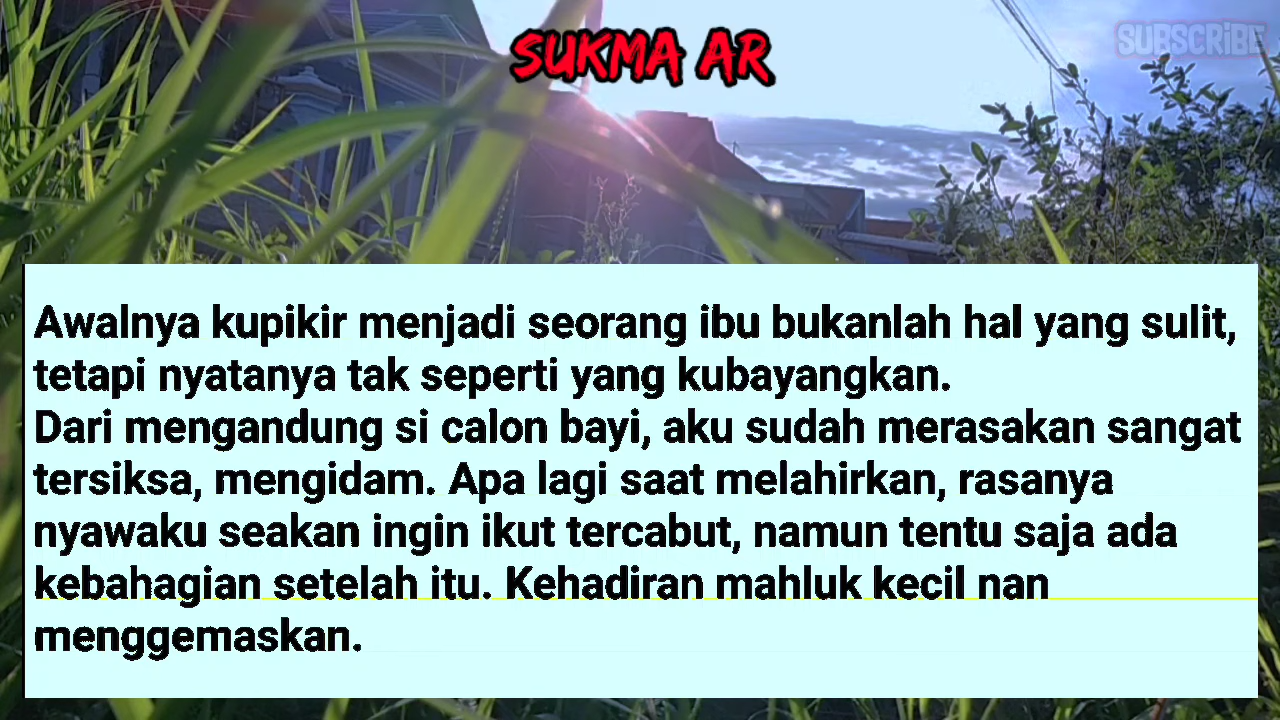 SUKMA AR
SUBSCRiBE
Awalnya kupikir menjadi seorang ibu bukanlah hal yang sulit,
tetapi nyatanya tak seperti yang kubayangkan.
Dari mengandung si calon bayi, aku sudah merasakan sangat
tersiksa, mengidam. Apa lagi saat melahirkan, rasanya
nyawaku seakan ingin ikut tercabut, namun tentu saja ada
kebahagian setelah itu. Kehadiran mahluk kecil nan
menggemaskan.